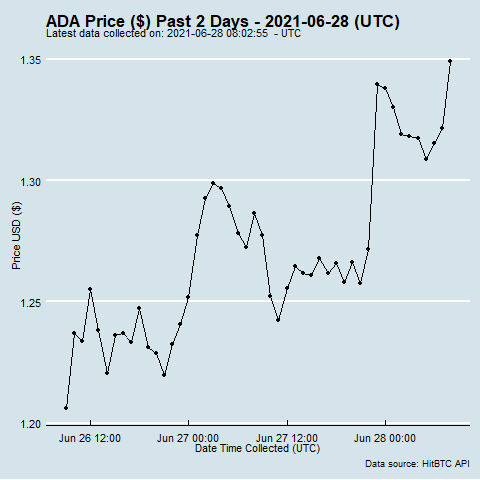 ADA Price ($) Past 2 Days - 2021-06-28 (UTC)
Latest data collected on: 2021-06-28 08:02:55  - UTC
1.35
1.30
1.25
1.20
Price USD ($)
Jun 26 12:00 Jun 27 00:00 Jun 27 12:00 Jun 28 00:00
Date Time Collected (UTC)
Data source: HitBTC API